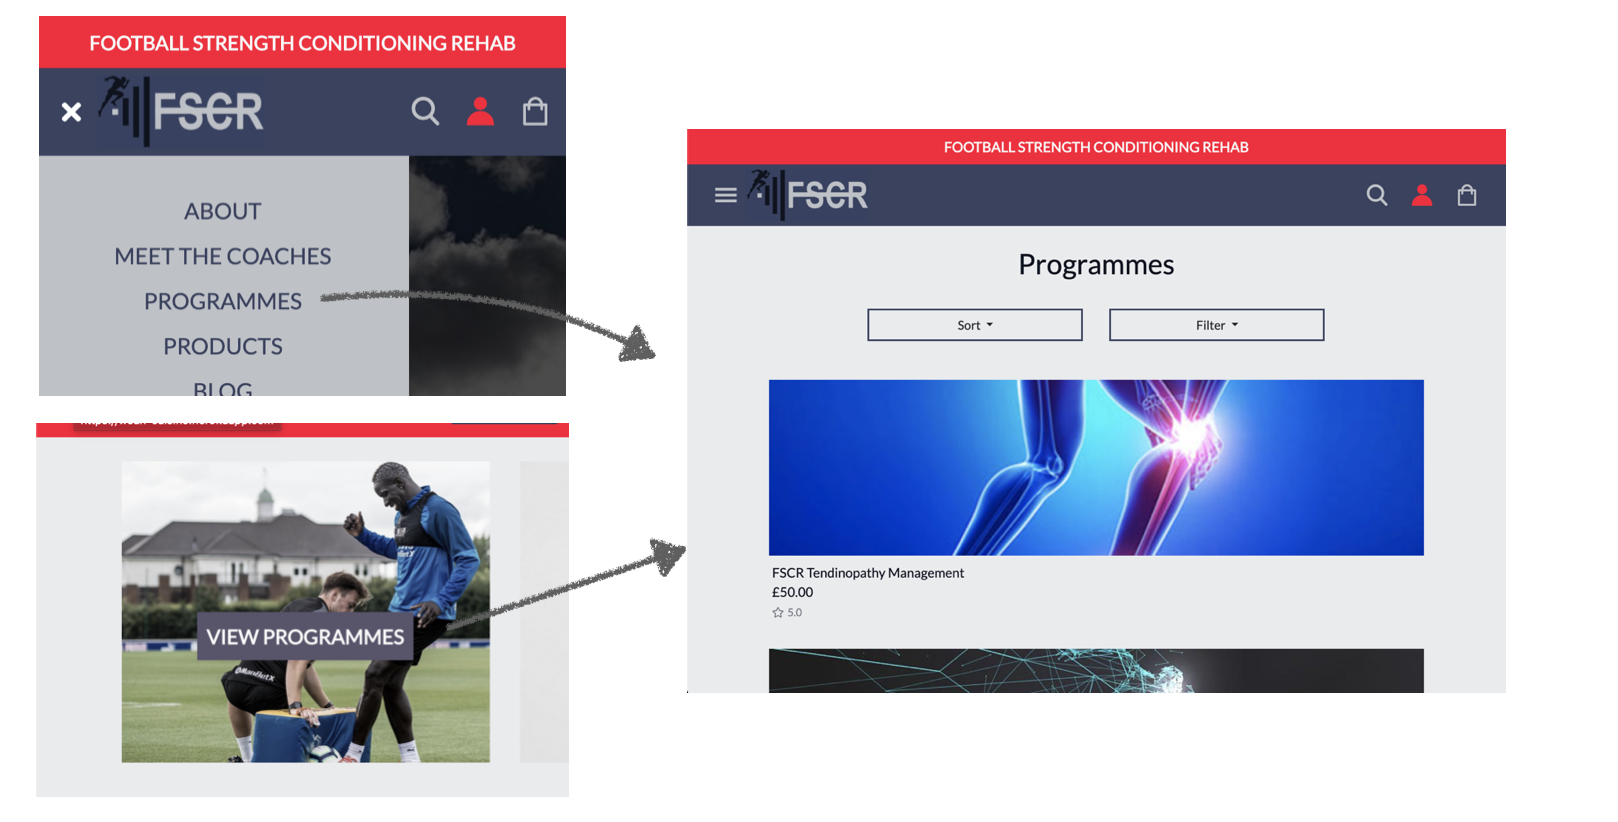 FOOTBALL STRENGTH CONDITIONING REHAB
FSCR
ABOUT
MEET THE COACHES
PROGRAMMES
PRODUCTS
BLOG
VIEW PROGRAMMES
FOOTBALL STRENGTH CONDITIONING REHAB
FSCR
Programmes
Sort
Filter
FSCR Tendinopathy Management
£50.00
5.0